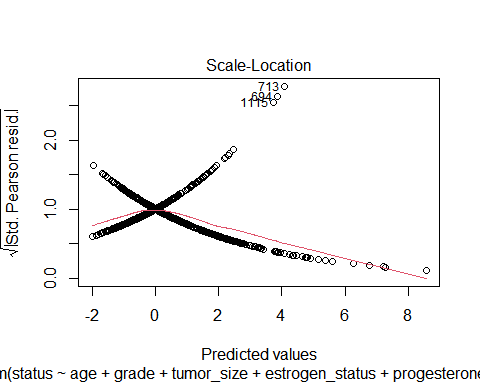 Scale-Location
713
694
1115
√|Std. Pearson resid.|
0.0 1.0 2.0
-2 0 2 4 6 8
Predicted values
m(status ~ age + grade + tumor_size + estrogen_status + progesterone